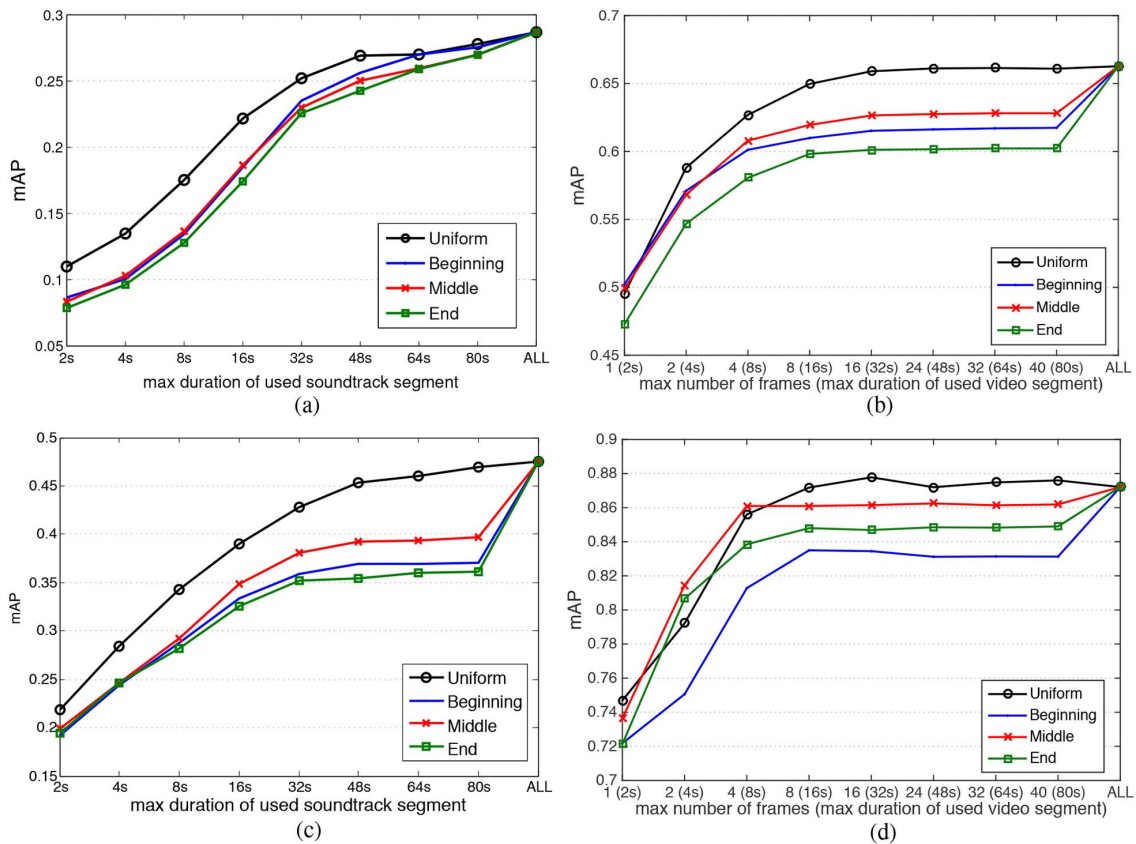 0.3
0.25
0.2
0.15
0.1
0.05
mAP
2s 4s 8s 16s 32s 48s 64s 80s ALL
max duration of used soundtrack segment
Uniform
Beginning
Middle
End
(a)
0.67
0.65
0.6
0.55
0.5
0.45
mAP
1 (2s) 2 (4s) 4 (8s) 8 (16s) 16 (32s) 24 (48s) 32 (64s) 40 (80s) ALL
max number of frames (max duration of used video segment)
Uniform
Beginning
Middle
End
(b)
0.5
0.45
0.4
0.35
0.3
0.25
0.2
0.15
mAP
2s 4s 8s 16s 32s 48s 64s 80s ALL
max duration of used soundtrack segment
Uniform
Beginning
Middle
End
(c)
0.9
0.88
0.86
0.84
0.82
0.8
0.78
0.76
0.74
0.72
0.7
mAP
1 (2s) 2 (4s) 4 (8s) 8 (16s) 16 (32s) 24 (48s) 32 (64s) 40 (80s) ALL
max number of frames (max duration of used video segment)
Uniform
Beginning
Middle
End
(d)